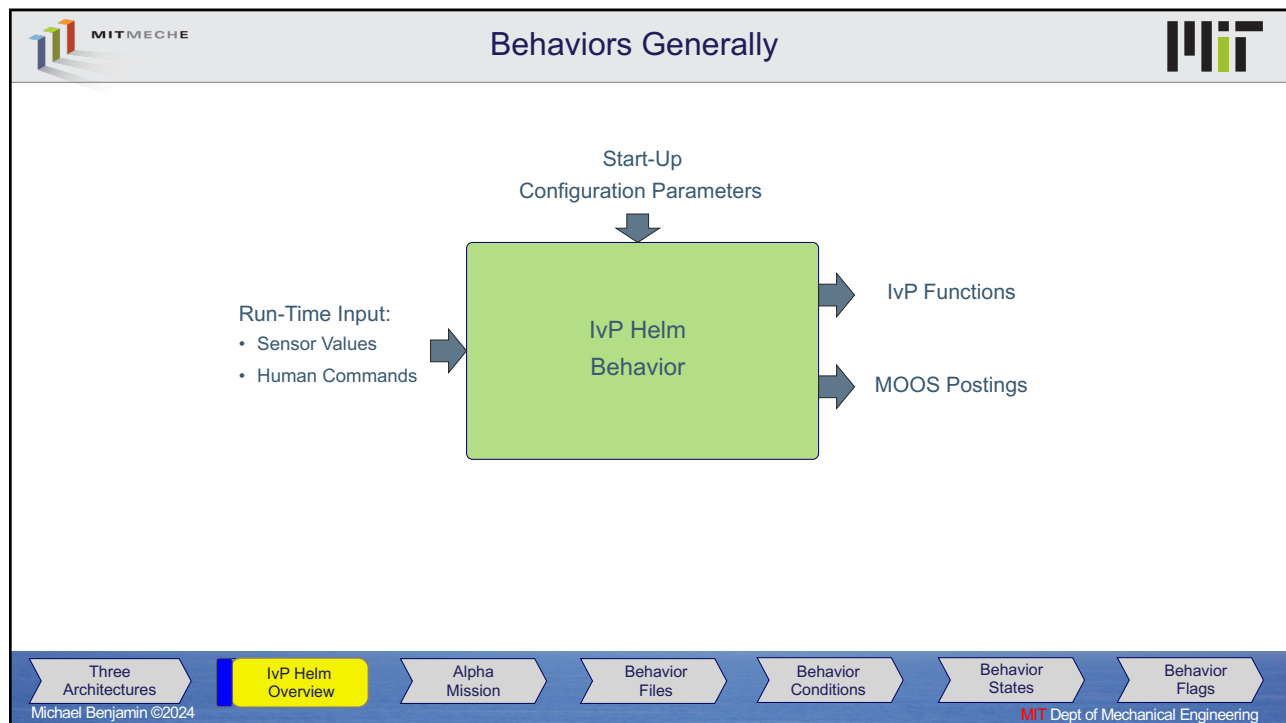 MITMECHE
Behaviors Generally
MIT
Start-Up
Configuration Parameters
Run-Time Input:
• Sensor Values
• Human Commands
IvP Helm
Behavior
IvP Functions
MOOS Postings
Three
Architectures
IvP Helm
Overview
Alpha
Mission
Behavior
Files
Behavior
Conditions
Behavior
States
Behavior
Flags
Michael Benjamin ©2024
MIT Dept of Mechanical Engineering